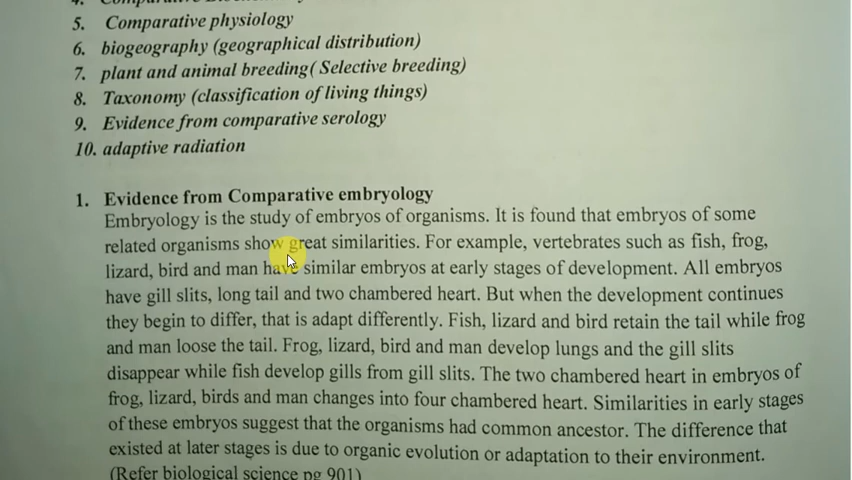 5. Comparative physiology
6. biogeography (geographical distribution)
7. plant and animal breeding( Selective breeding)
8. Taxonomy (classification of living things)
9. Evidence from comparative serology
10. adaptive radiation
1. Evidence from Comparative embryology
Embryology is the study of embryos of organisms. It is found that embryos of some
related organisms show great similarities. For example, vertebrates such as fish, frog,
lizard, bird and man have similar embryos at early stages of development. All embryos
have gill slits, long tail and two chambered heart. But when the development continues
they begin to differ, that is adapt differently. Fish, lizard and bird retain the tail while frog
and man loose the tail. Frog, lizard, bird and man develop lungs and the gill slits
disappear while fish develop gills from gill slits. The two chambered heart in embryos of
frog, lizard, birds and man changes into four chambered heart. Similarities in early stages
of these embryos suggest that the organisms had common ancestor. The difference that
existed at later stages is due to organic evolution or adaptation to their environment.
(Refer biological science pg 901)